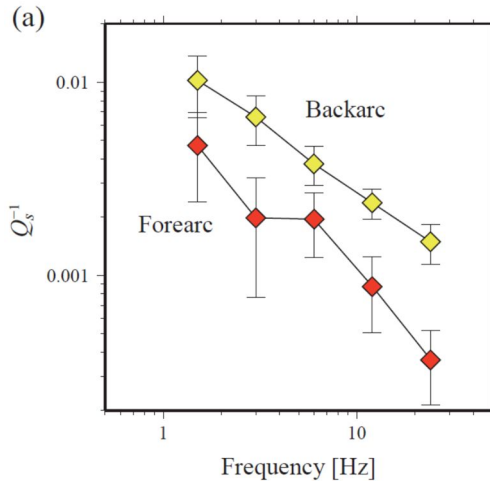 (a)
0.01
Backarc
Q_s^{-1}
Forearc
0.001
1
10
Frequency [Hz]